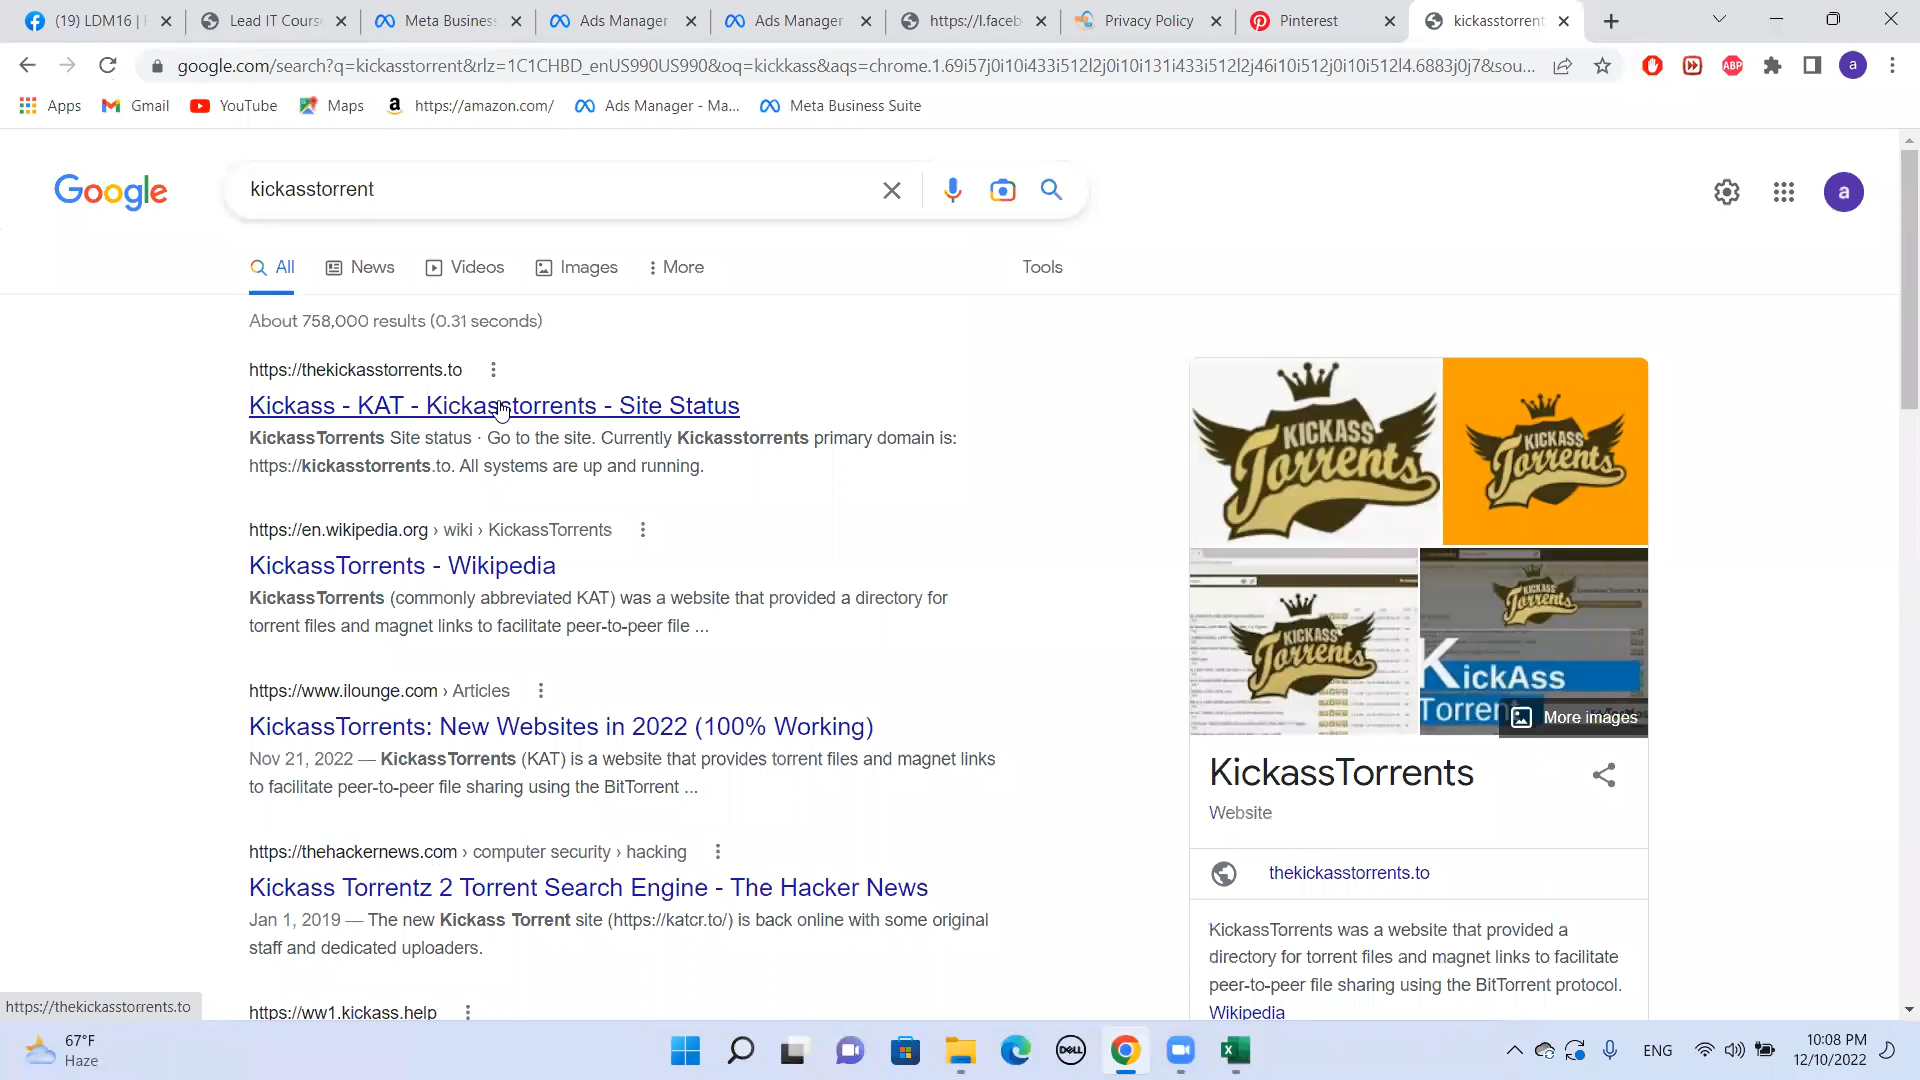 (19) LDM16 | F
Lead IT Course
Meta Business
Ads Manager
Ads Manager
https://l.faceb
Privacy Policy
Pinterest
kickasstorrent
google.com/search?q=kickasstorrent&rlz=1C1CHBD_enUS990US990&oq=kickkass&aqs=chrome.1.69i57j0i10i433i512l2j0i10i131i433i512l2j46i10i512j0i10i512l4.6883j0j7&sou...
ABP
a
Apps
Gmail
YouTube
Maps
https://amazon.com/
Ads Manager - Ma...
Meta Business Suite
Google
kickasstorrent
a
All
News
Videos
Images
More
Tools
About 758,000 results (0.31 seconds)
https://thekickasstorrents.to
Kickass - KAT - Kickasstorrents - Site Status
KickassTorrents Site status · Go to the site. Currently Kickasstorrents primary domain is:
https://kickasstorrents.to. All systems are up and running.
https://en.wikipedia.org › wiki › KickassTorrents
KickassTorrents - Wikipedia
KickassTorrents (commonly abbreviated KAT) was a website that provided a directory for
torrent files and magnet links to facilitate peer-to-peer file ...
https://www.ilounge.com › Articles
KickassTorrents: New Websites in 2022 (100% Working)
Nov 21, 2022 — KickassTorrents (KAT) is a website that provides torrent files and magnet links
to facilitate peer-to-peer file sharing using the BitTorrent ...
https://thehackernews.com › computer security › hacking
Kickass Torrentz 2 Torrent Search Engine - The Hacker News
Jan 1, 2019 — The new Kickass Torrent site (https://katcr.to/) is back online with some original
staff and dedicated uploaders.
https://ww1.kickass.help
KICKASS
Torrents
KICKASS
Torrents
KICKASS
Torrents
KICKASS
Torrents
KickAss
Torren
More images
KickassTorrents
Website
thekickasstorrents.to
KickassTorrents was a website that provided a
directory for torrent files and magnet links to facilitate
peer-to-peer file sharing using the BitTorrent protocol.
Wikipedia
https://thekickasstorrents.to
67°F
Haze
DELL
ENG
10:08 PM
12/10/2022